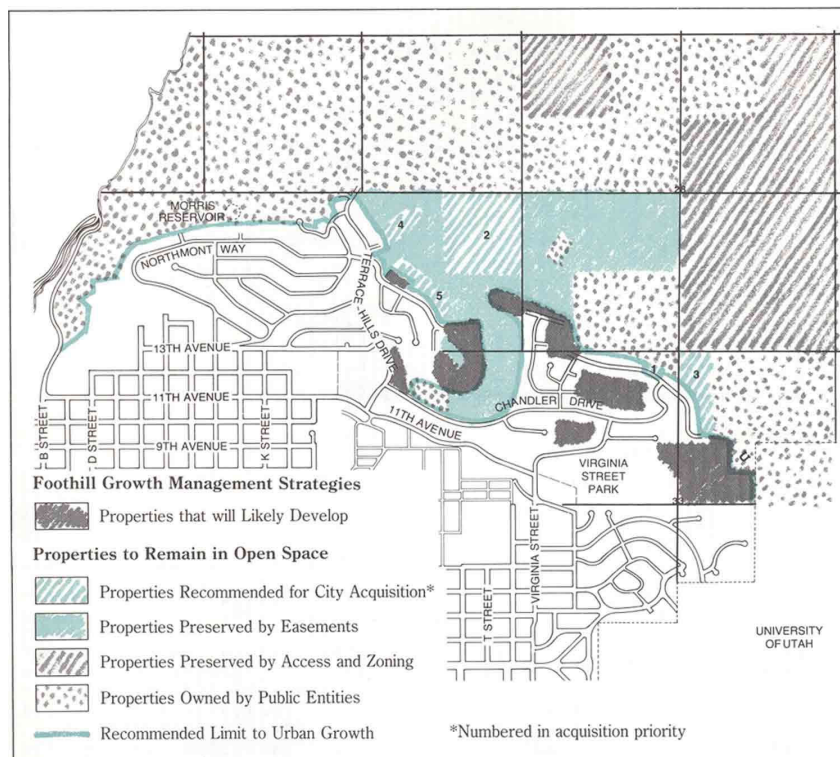 28
MORRIS
RESERVOIR
4
2
NORTHMONT WAY
TERRACE HILLS DRIVE
5
13TH AVENUE
1
3
11TH AVENUE
CHANDLER DRIVE
11TH AVENUE
B STREET
D STREET
K STREET
9TH AVENUE
VIRGINIA
STREET
PARK
Foothill Growth Management Strategies
Properties that will Likely Develop
VIRGINIA STREET
Properties to Remain in Open Space
Properties Recommended for City Acquisition*
T STREET
Properties Preserved by Easements
UNIVERSITY
OF UTAH
Properties Preserved by Access and Zoning
Properties Owned by Public Entities
Recommended Limit to Urban Growth
*Numbered in acquisition priority